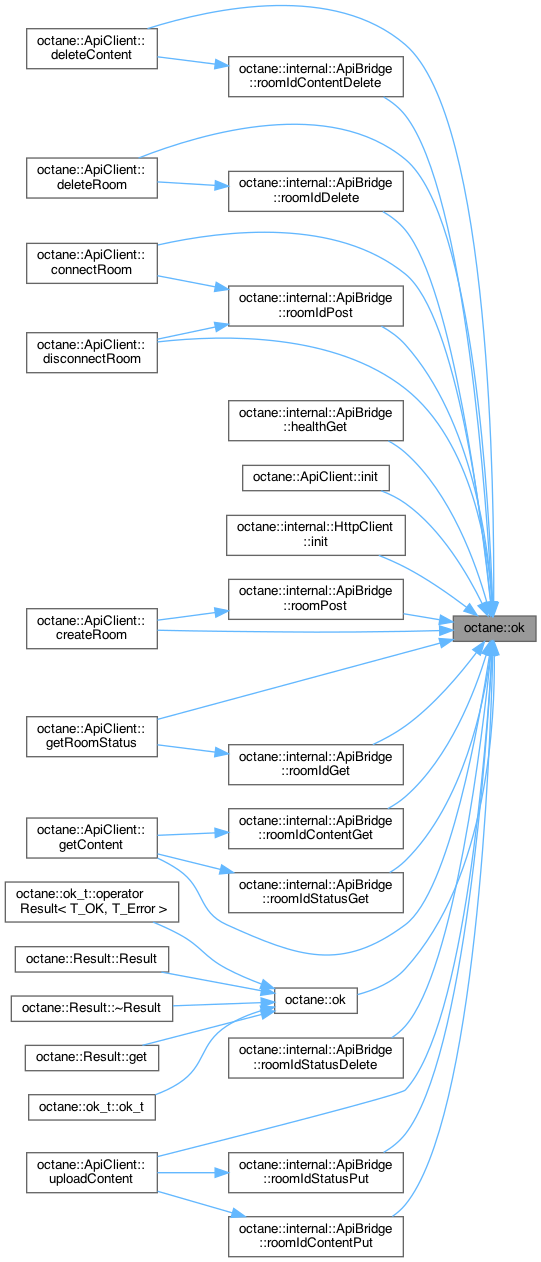 octane::ApiClient::
deleteContent
octane::internal::ApiBridge
::roomIdContentDelete
octane::ApiClient::
deleteRoom
octane::internal::ApiBridge
::roomIdDelete
octane::ApiClient::
connectRoom
octane::internal::ApiBridge
::roomIdPost
octane::ApiClient::
disconnectRoom
octane::internal::ApiBridge
::healthGet
octane::ApiClient::init
octane::internal::HttpClient
::init
octane::internal::ApiBridge
::roomPost
octane::ApiClient::
createRoom
octane::ok
octane::ApiClient::
getRoomStatus
octane::internal::ApiBridge
::roomIdGet
octane::ApiClient::
getContent
octane::internal::ApiBridge
::roomIdContentGet
octane::internal::ApiBridge
::roomIdStatusGet
octane::ok_t::operator
Result< T_OK, T_Error >
octane::Result::Result
octane::ok
octane::Result::~Result
octane::Result::get
octane::internal::ApiBridge
::roomIdStatusDelete
octane::ok_t::ok_t
octane::ApiClient::
uploadContent
octane::internal::ApiBridge
::roomIdStatusPut
octane::internal::ApiBridge
::roomIdContentPut